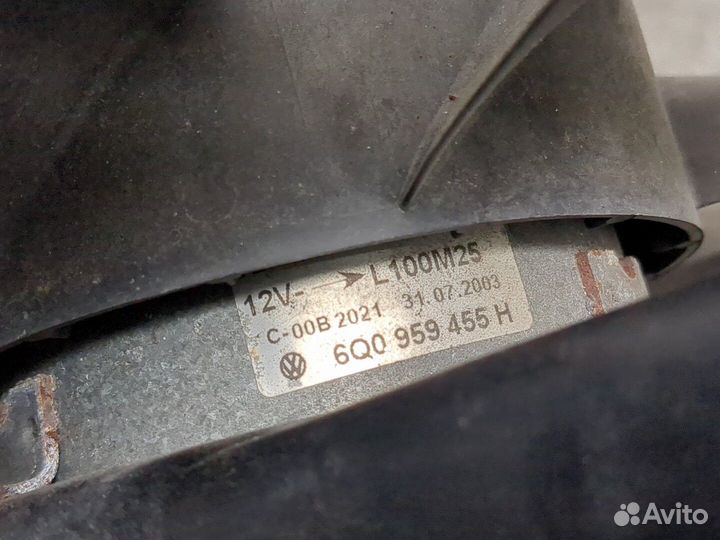 12V- L100M25
C-00B 2021 31.07.2003
6Q0 959 455 H
Avito